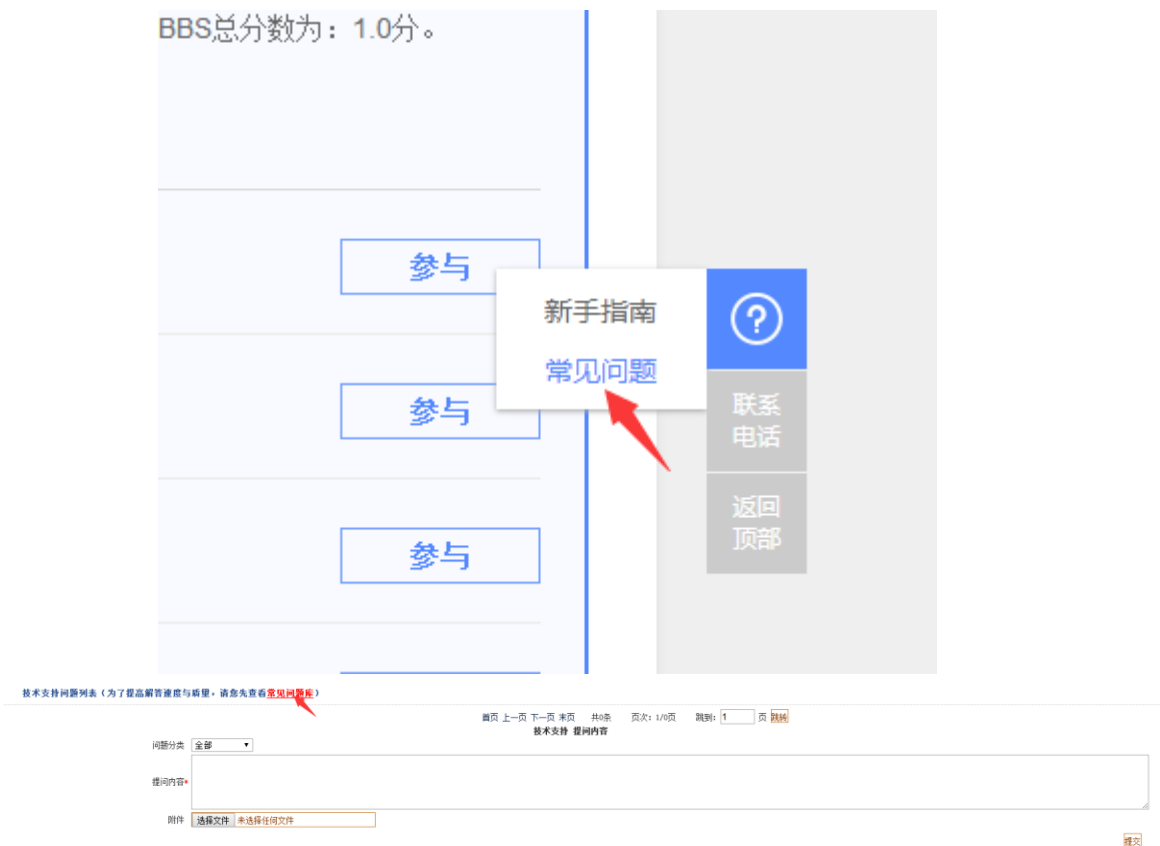 BBS总分数为：1.0分。
参与
新手指南
常见问题
参与
联系
电话
返回
顶部
参与
技术支持问题列表（为了提高解答速度与质量，请您先查看常见问题库）
首页 上一页 下一页 末页 共0条 页次：1/0页 跳到：1 页 跳转
技术支持 提问内容
问题分类 全部
提问内容*
附件 选择文件 未选择任何文件
提交